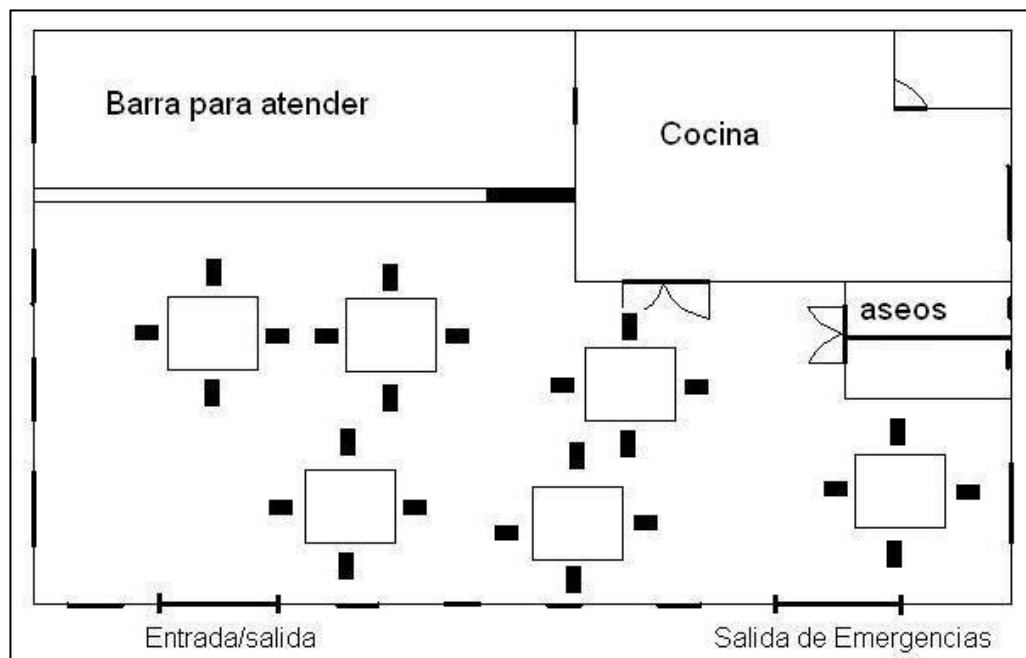 Barra para atender
Cocina
aseos
Entrada/salida
Salida de Emergencias